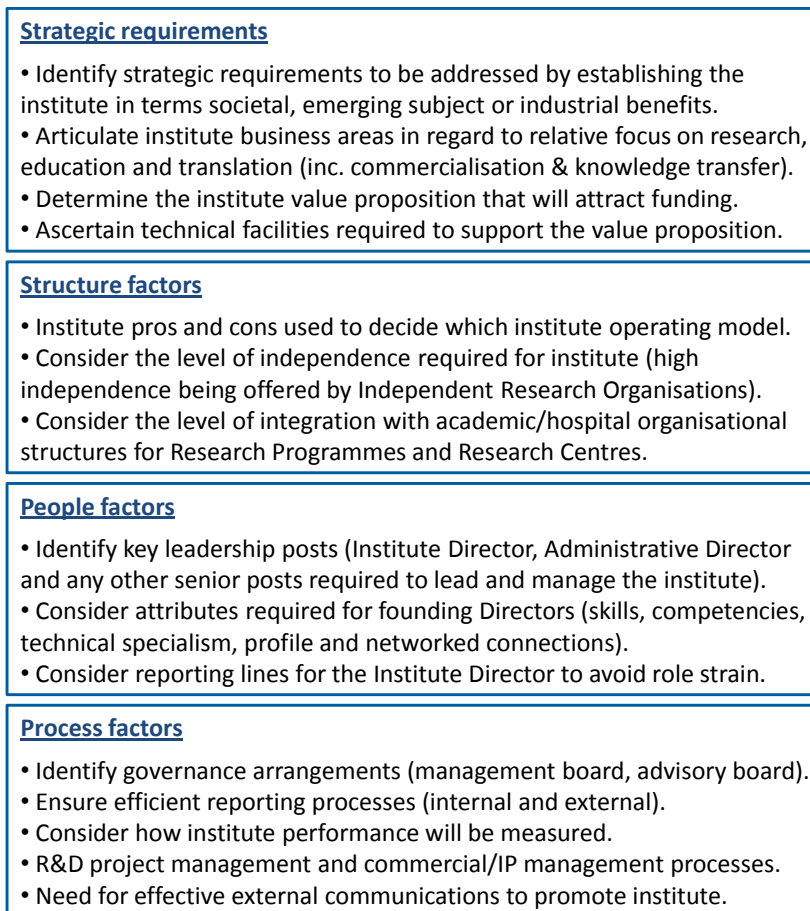 Strategic requirements
• Identify strategic requirements to be addressed by establishing the
institute in terms societal, emerging subject or industrial benefits.
• Articulate institute business areas in regard to relative focus on research,
education and translation (inc. commercialisation & knowledge transfer).
• Determine the institute value proposition that will attract funding.
• Ascertain technical facilities required to support the value proposition.
Structure factors
• Institute pros and cons used to decide which institute operating model.
• Consider the level of independence required for institute (high
independence being offered by Independent Research Organisations).
• Consider the level of integration with academic/hospital organisational
structures for Research Programmes and Research Centres.
People factors
• Identify key leadership posts (Institute Director, Administrative Director
and any other senior posts required to lead and manage the institute).
• Consider attributes required for founding Directors (skills, competencies,
technical specialism, profile and networked connections).
• Consider reporting lines for the Institute Director to avoid role strain.
Process factors
• Identify governance arrangements (management board, advisory board).
• Ensure efficient reporting processes (internal and external).
• Consider how institute performance will be measured.
• R&D project management and commercial/IP management processes.
• Need for effective external communications to promote institute.